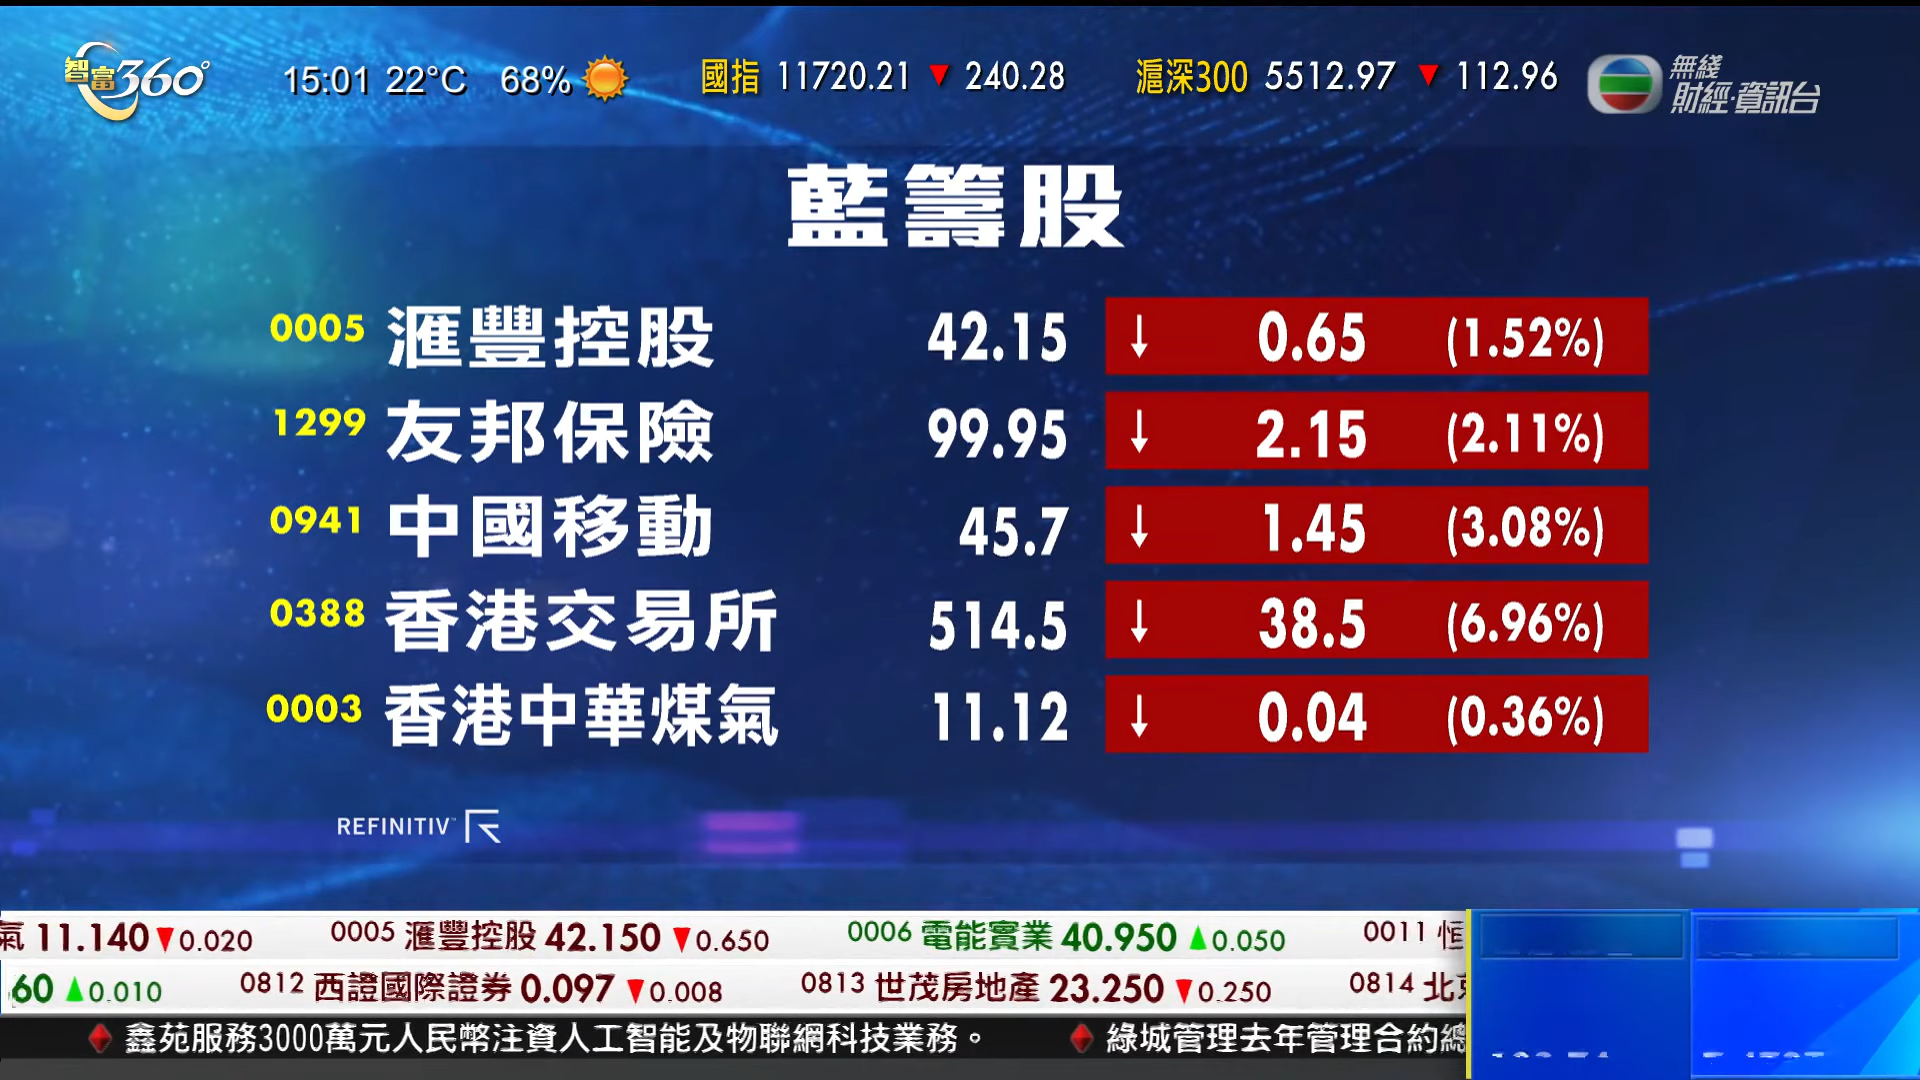 智富360°
15:01 22°C 68% 國指 11720.21 ▼ 240.28 滬深300 5512.97 ▼ 112.96
無綫
財經·資訊台
藍籌股
0005 滙豐控股 42.15 ↓ 0.65 (1.52%)
1299 友邦保險 99.95 ↓ 2.15 (2.11%)
0941 中國移動 45.7 ↓ 1.45 (3.08%)
0388 香港交易所 514.5 ↓ 38.5 (6.96%)
0003 香港中華煤氣 11.12 ↓ 0.04 (0.36%)
REFINITIV™
氣 11.140 ▼ 0.020 0005 滙豐控股 42.150 ▼ 0.650 0006 電能實業 40.950 ▲ 0.050 0011 恒
60 ▲ 0.010 0812 西證國際證券 0.097 ▼ 0.008 0813 世茂房地產 23.250 ▼ 0.250 0814 北
鑫苑服務3000萬元人民幣注資人工智能及物聯網科技業務。 綠城管理去年管理合約總